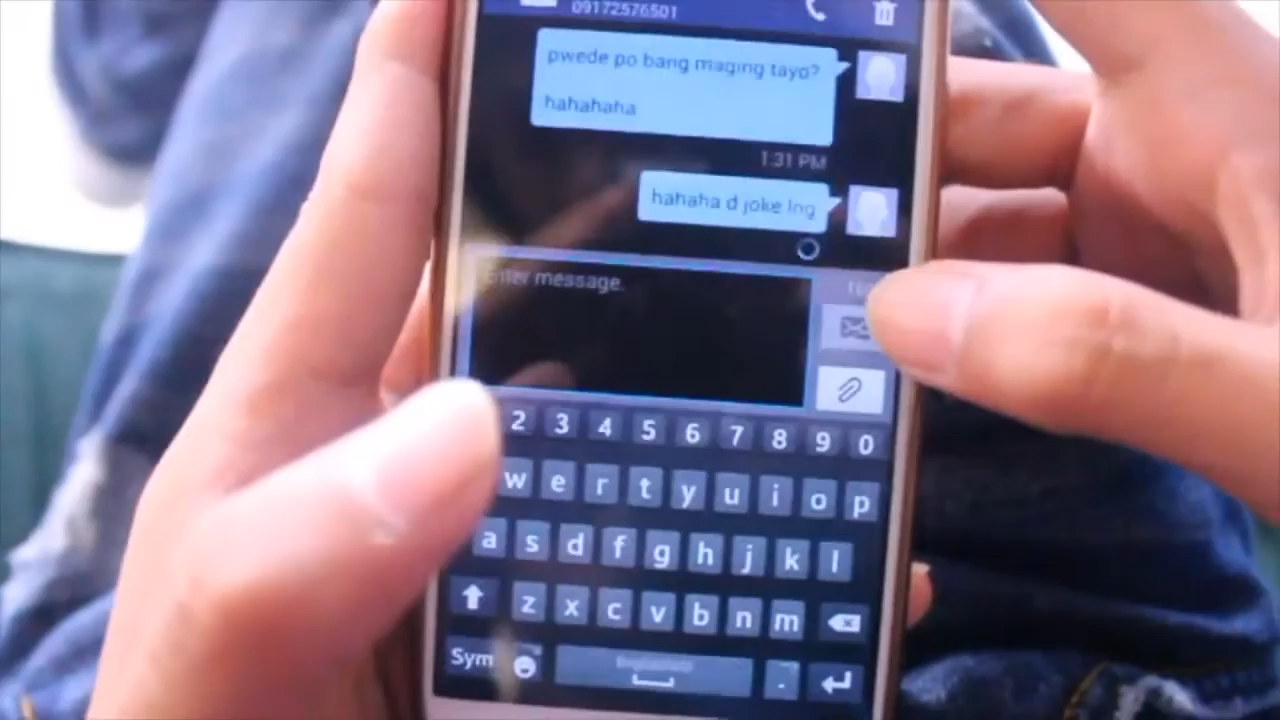 09172576501
pwede po bang maging tayo?
hahahaha
1:31 PM
hahaha d joke lng
Enter message.
2 3 4 5 6 7 8 9 0
w e r t y u i o p
a s d f g h j k l
z x c v b n m
Sym .